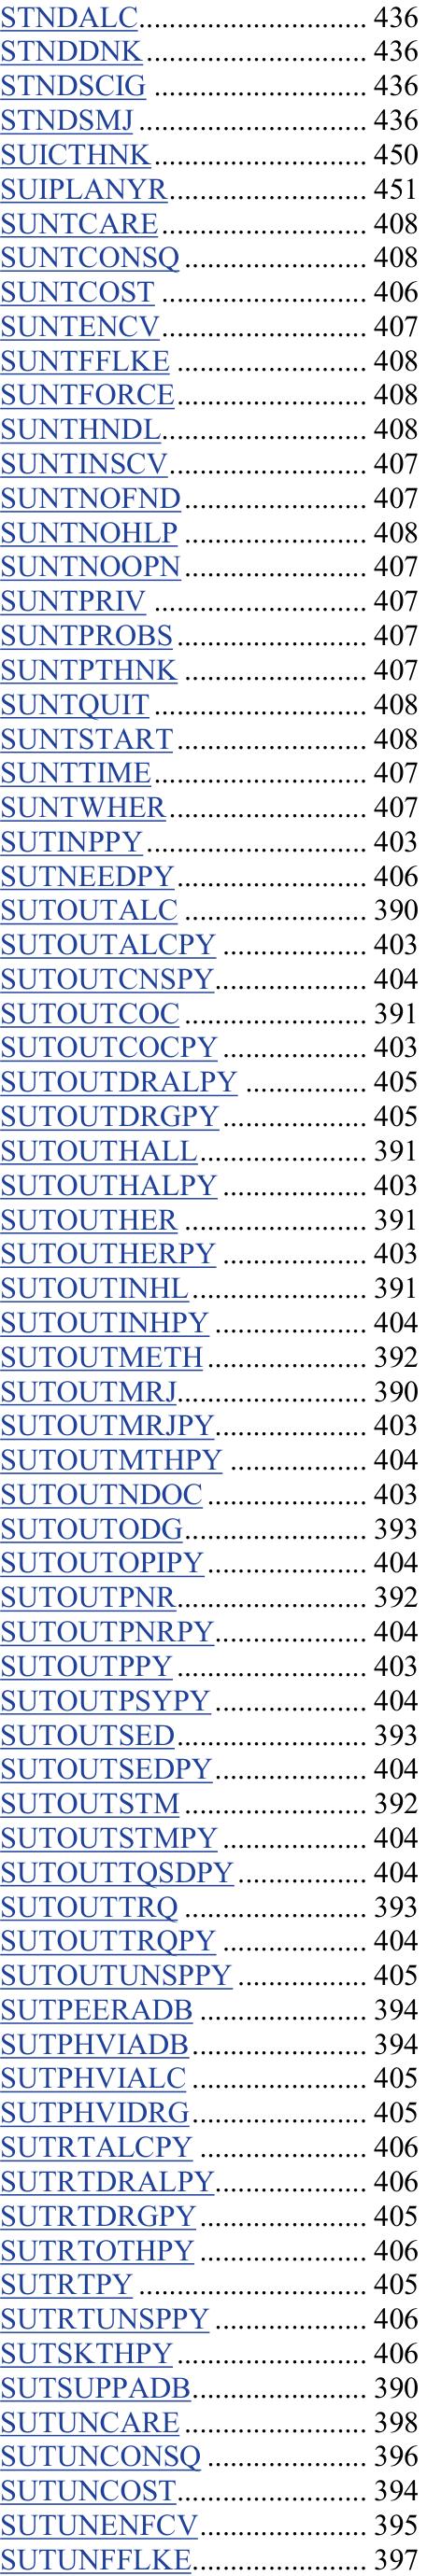 STNDALC................................ 436
STNDDNK............................... 436
STNDSCIG .............................. 436
STNDSMJ ................................ 436
SUICTHNK.............................. 450
SUIPLANYR............................ 451
SUNTCARE............................. 408
SUNTCONSQ.......................... 408
SUNTCOST ............................. 406
SUNTENCV............................. 407
SUNTFFLKE ........................... 408
SUNTFORCE........................... 408
SUNTHNDL............................. 408
SUNTINSCV............................ 407
SUNTNOFND.......................... 407
SUNTNOHLP .......................... 408
SUNTNOOPN.......................... 407
SUNTPRIV .............................. 407
SUNTPROBS........................... 407
SUNTPTHNK .......................... 407
SUNTQUIT .............................. 408
SUNTSTART........................... 408
SUNTTIME.............................. 407
SUNTWHER............................ 407
SUTINPPY............................... 403
SUTNEEDPY........................... 406
SUTOUTALC .......................... 390
SUTOUTALCPY ..................... 403
SUTOUTCNSPY...................... 404
SUTOUTCOC .......................... 391
SUTOUTCOCPY ..................... 403
SUTOUTDRALPY .................. 405
SUTOUTDRGPY..................... 405
SUTOUTHALL........................ 391
SUTOUTHALPY ..................... 403
SUTOUTHER .......................... 391
SUTOUTHERPY ..................... 403
SUTOUTINHL......................... 391
SUTOUTINHPY ...................... 404
SUTOUTMETH....................... 392
SUTOUTMRJ........................... 390
SUTOUTMRJPY...................... 403
SUTOUTMTHPY .................... 404
SUTOUTNDOC....................... 403
SUTOUTODG.......................... 393
SUTOUTOPIPY....................... 404
SUTOUTPNR........................... 392
SUTOUTPNRPY...................... 404
SUTOUTPPY........................... 403
SUTOUTPSYPY...................... 404
SUTOUTSED........................... 393
SUTOUTSEDPY...................... 404
SUTOUTSTM .......................... 392
SUTOUTSTMPY ..................... 404
SUTOUTTQSDPY................... 404
SUTOUTTRQ .......................... 393
SUTOUTTRQPY ..................... 404
SUTOUTUNSPPY ................... 405
SUTPEERADB ........................ 394
SUTPHVIADB......................... 394
SUTPHVIALC ......................... 405
SUTPHVIDRG......................... 405
SUTRTALCPY ........................ 406
SUTRTDRALPY...................... 406
SUTRTDRGPY........................ 405
SUTRTOTHPY ........................ 406
SUTRTPY ................................ 405
SUTRTUNSPPY ...................... 406
SUTSKTHPY........................... 406
SUTSUPPADB......................... 390
SUTUNCARE .......................... 398
SUTUNCONSQ ....................... 396
SUTUNCOST........................... 394
SUTUNENFCV........................ 395
SUTUNFFLKE......................... 397